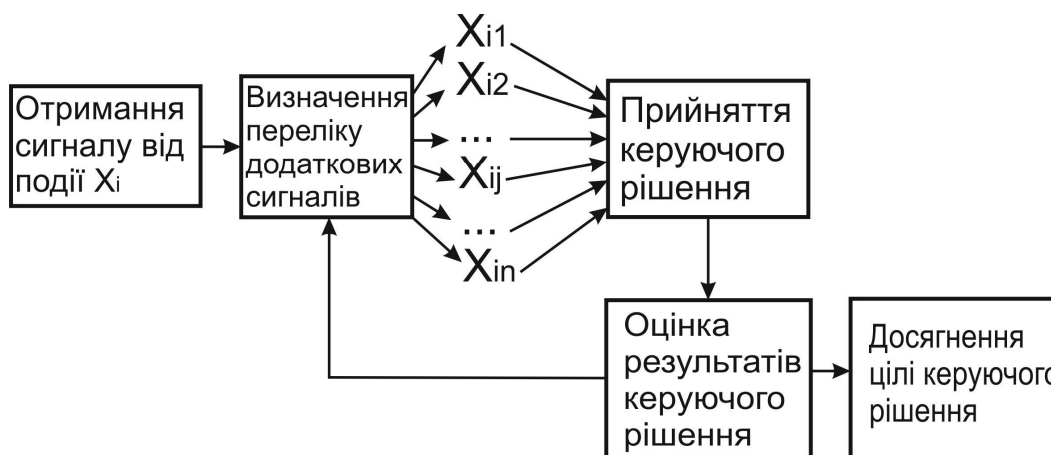 Отримання
сигналу від
події Xi
Визначення
переліку
додаткових
сигналів
Xi1
Xi2
...
Xij
...
Xin
Прийняття
керуючого
рішення
Оцінка
результатів
керуючого
рішення
Досягнення
цілі керуючого
рішення